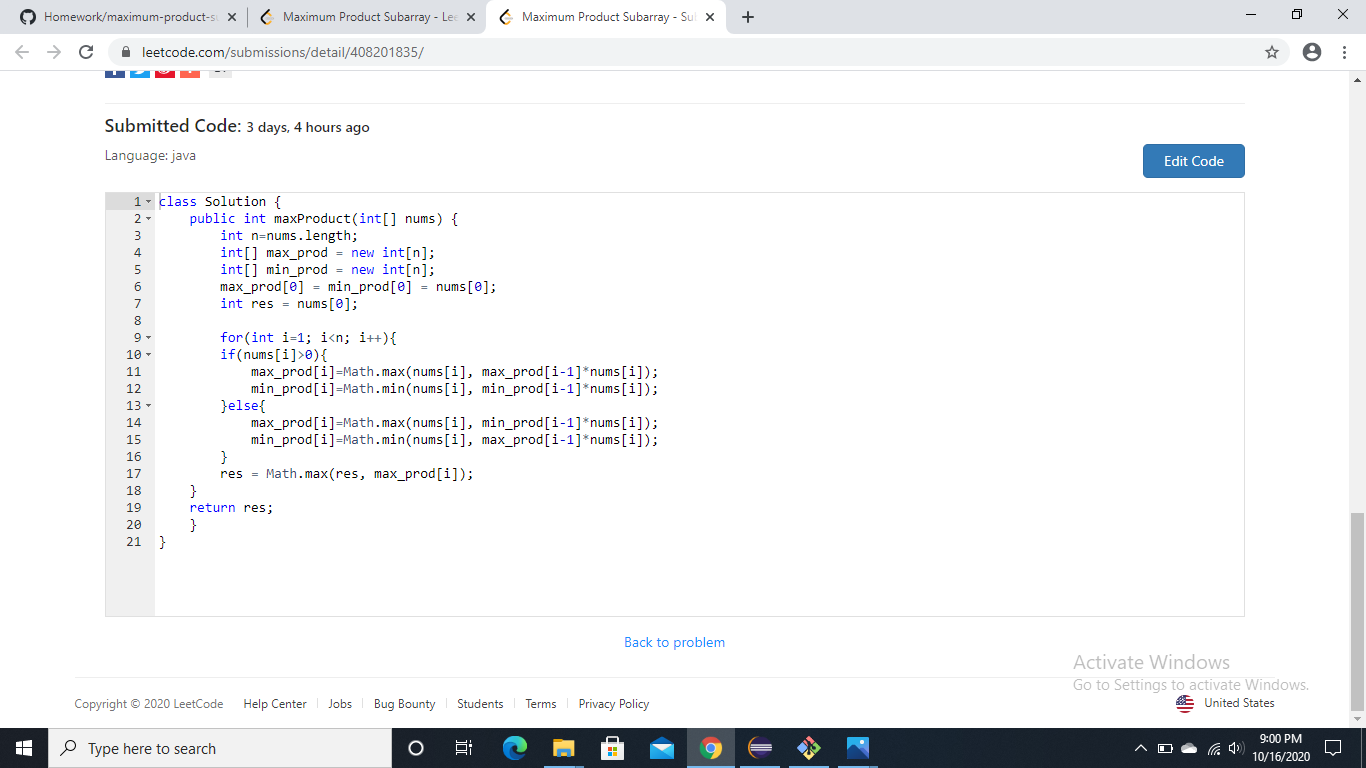 Homework/maximum-product-su
Maximum Product Subarray - Lee
Maximum Product Subarray - Sul
leetcode.com/submissions/detail/408201835/
Submitted Code: 3 days, 4 hours ago
Language: java
Edit Code
1 class Solution {
2     public int maxProduct(int[] nums) {
3         int n=nums.length;
4         int[] max_prod = new int[n];
5         int[] min_prod = new int[n];
6         max_prod[0] = min_prod[0] = nums[0];
7         int res = nums[0];
8
9         for(int i=1; i<n; i++){
10         if(nums[i]>0){
11             max_prod[i]=Math.max(nums[i], max_prod[i-1]*nums[i]);
12             min_prod[i]=Math.min(nums[i], min_prod[i-1]*nums[i]);
13         }else{
14             max_prod[i]=Math.max(nums[i], min_prod[i-1]*nums[i]);
15             min_prod[i]=Math.min(nums[i], max_prod[i-1]*nums[i]);
16         }
17         res = Math.max(res, max_prod[i]);
18     }
19     return res;
20     }
21 }
Back to problem
Activate Windows
Go to Settings to activate Windows.
Copyright © 2020 LeetCode Help Center Jobs Bug Bounty Students Terms Privacy Policy United States
Type here to search
9:00 PM
10/16/2020